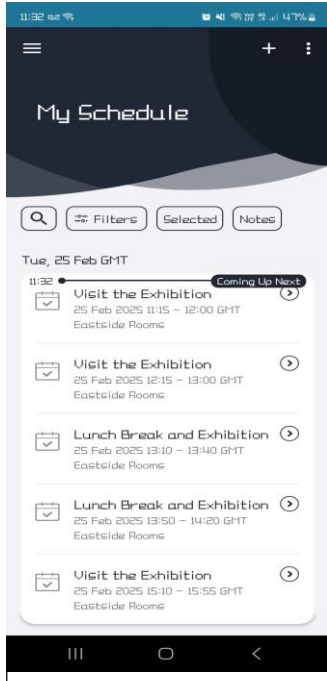 11:32
47%
My Schedule
Filters
Selected
Notes
Tue, 25 Feb GMT
11:32
Coming Up Next
Visit the Exhibition
25 Feb 2025 11:15 - 12:00 GMT
Eastside Rooms
Visit the Exhibition
25 Feb 2025 12:15 - 13:00 GMT
Eastside Rooms
Lunch Break and Exhibition
25 Feb 2025 13:10 - 13:40 GMT
Eastside Rooms
Lunch Break and Exhibition
25 Feb 2025 13:50 - 14:20 GMT
Eastside Rooms
Visit the Exhibition
25 Feb 2025 15:10 - 15:55 GMT
Eastside Rooms